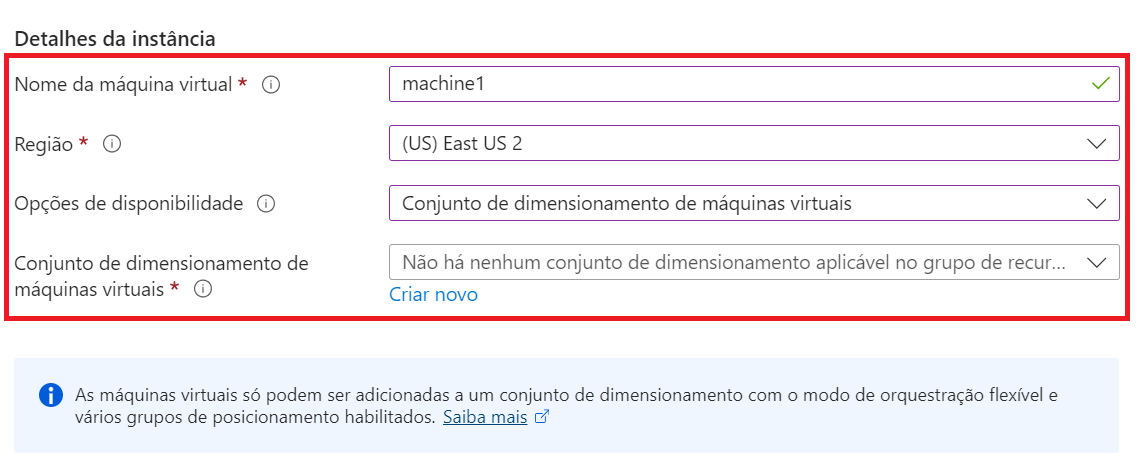 Detalhes da instância
Nome da máquina virtual *
machine1
Região *
(US) East US 2
Opções de disponibilidade
Conjunto de dimensionamento de máquinas virtuais
Conjunto de dimensionamento de
máquinas virtuais *
Não há nenhum conjunto de dimensionamento aplicável no grupo de recur...
Criar novo
As máquinas virtuais só podem ser adicionadas a um conjunto de dimensionamento com o modo de orquestração flexível e
vários grupos de posicionamento habilitados. Saiba mais